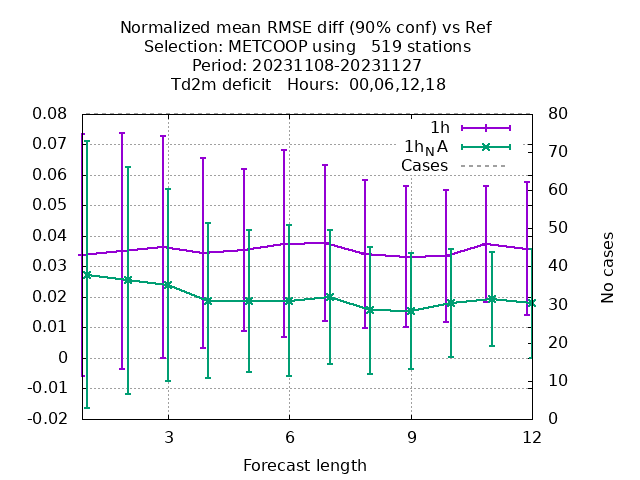 Normalized mean RMSE diff (90% conf) vs Ref
Selection: METCOOP using   519 stations
Period: 20231108-20231127
Td2m deficit   Hours:  00,06,12,18
0.08
0.07
0.06
0.05
0.04
0.03
0.02
0.01
0
-0.01
-0.02
1h
1hNA
Cases
80
70
60
50
40
30
20
10
0
No cases
3
6
9
12
Forecast length